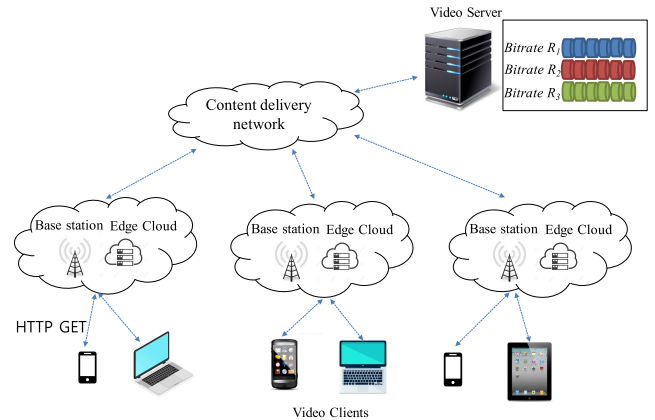 Video Server
Bitrate R1
Bitrate R2
Bitrate R3
Content delivery
network
Base station Edge Cloud
Base station Edge Cloud
Base station Edge Cloud
HTTP GET
Video Clients